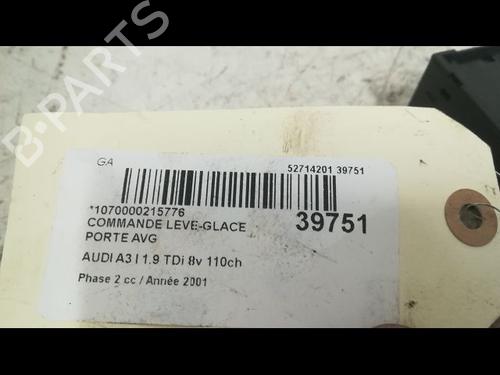 B-PARTS
GA
52714201 39751
*1070000215776
39751
COMMANDE LEVE-GLACE
PORTE AVG
AUDI A3 I 1.9 TDi 8v 110ch
Phase 2 cc / Année 2001